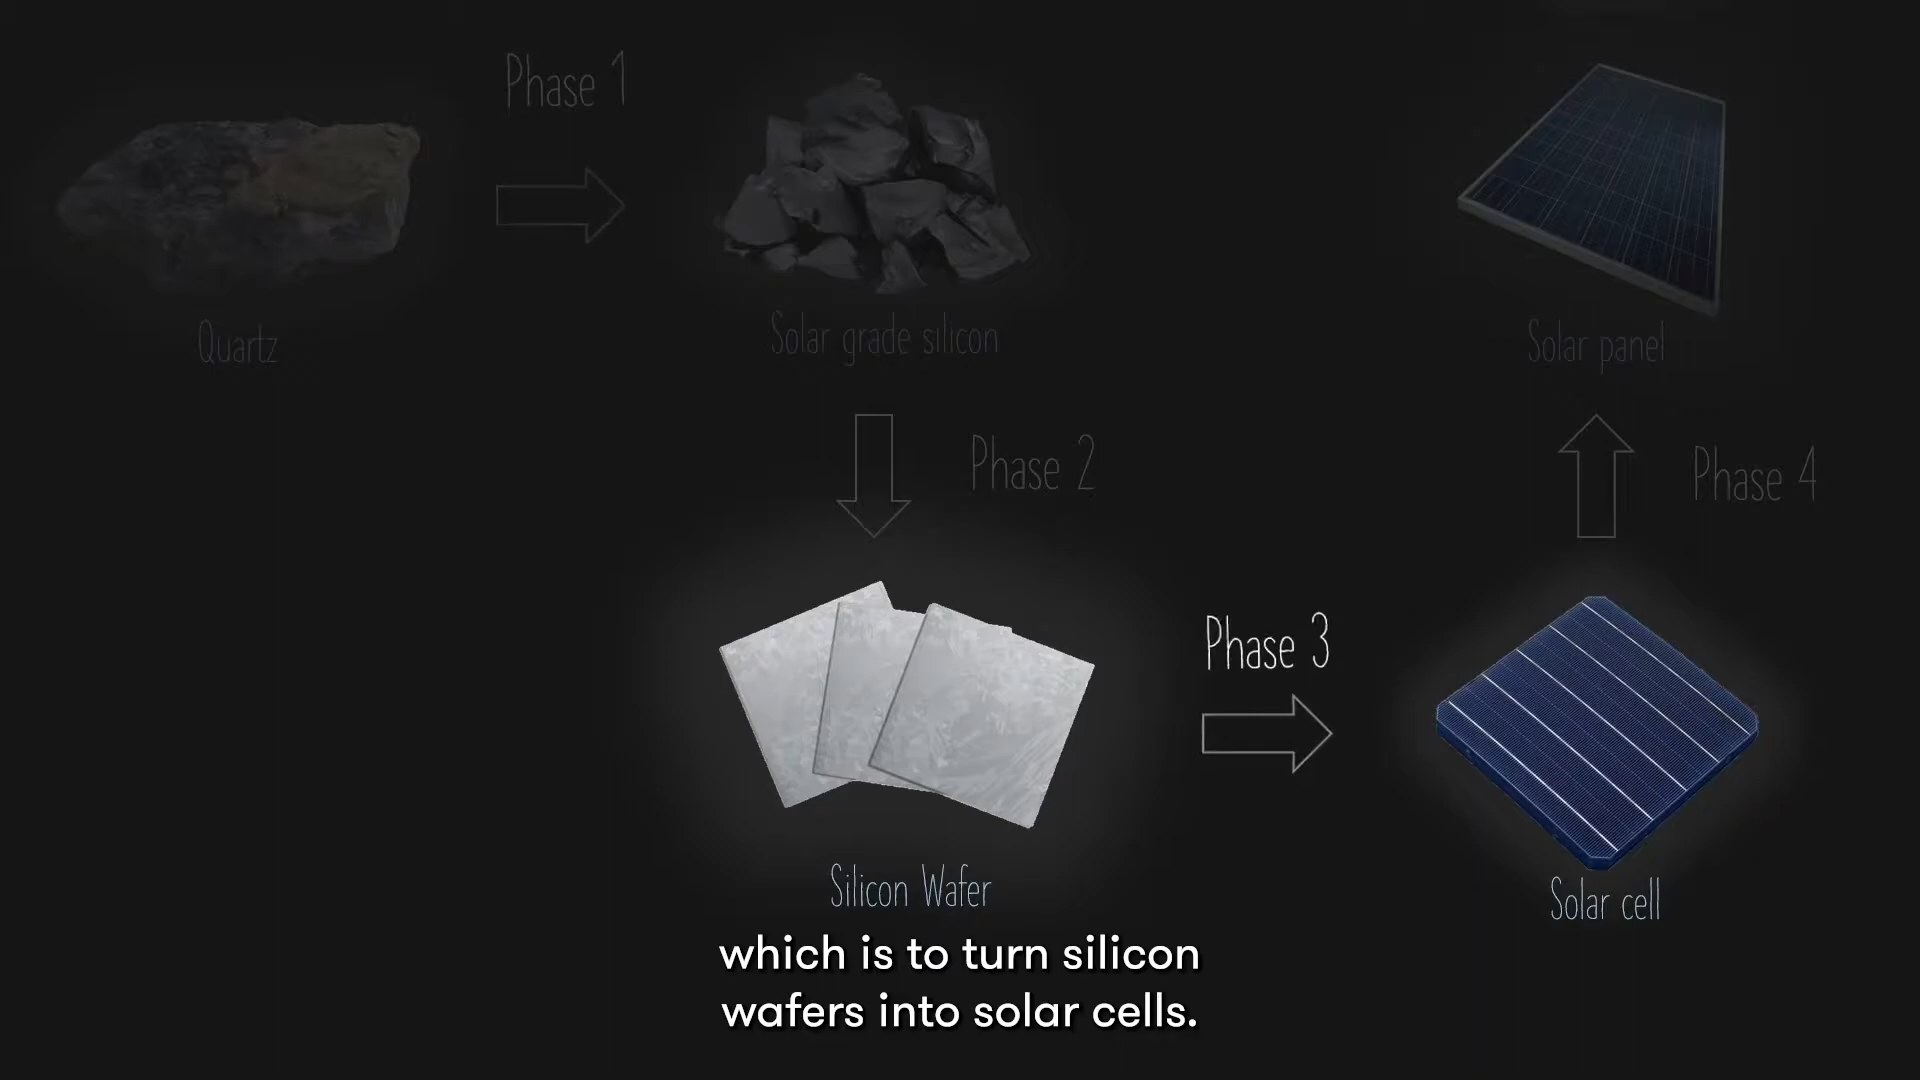 Phase 1
Quartz
Solar grade silicon
Solar panel
Phase 2
Phase 4
Phase 3
Silicon Wafer
Solar cell
which is to turn silicon
wafers into solar cells.